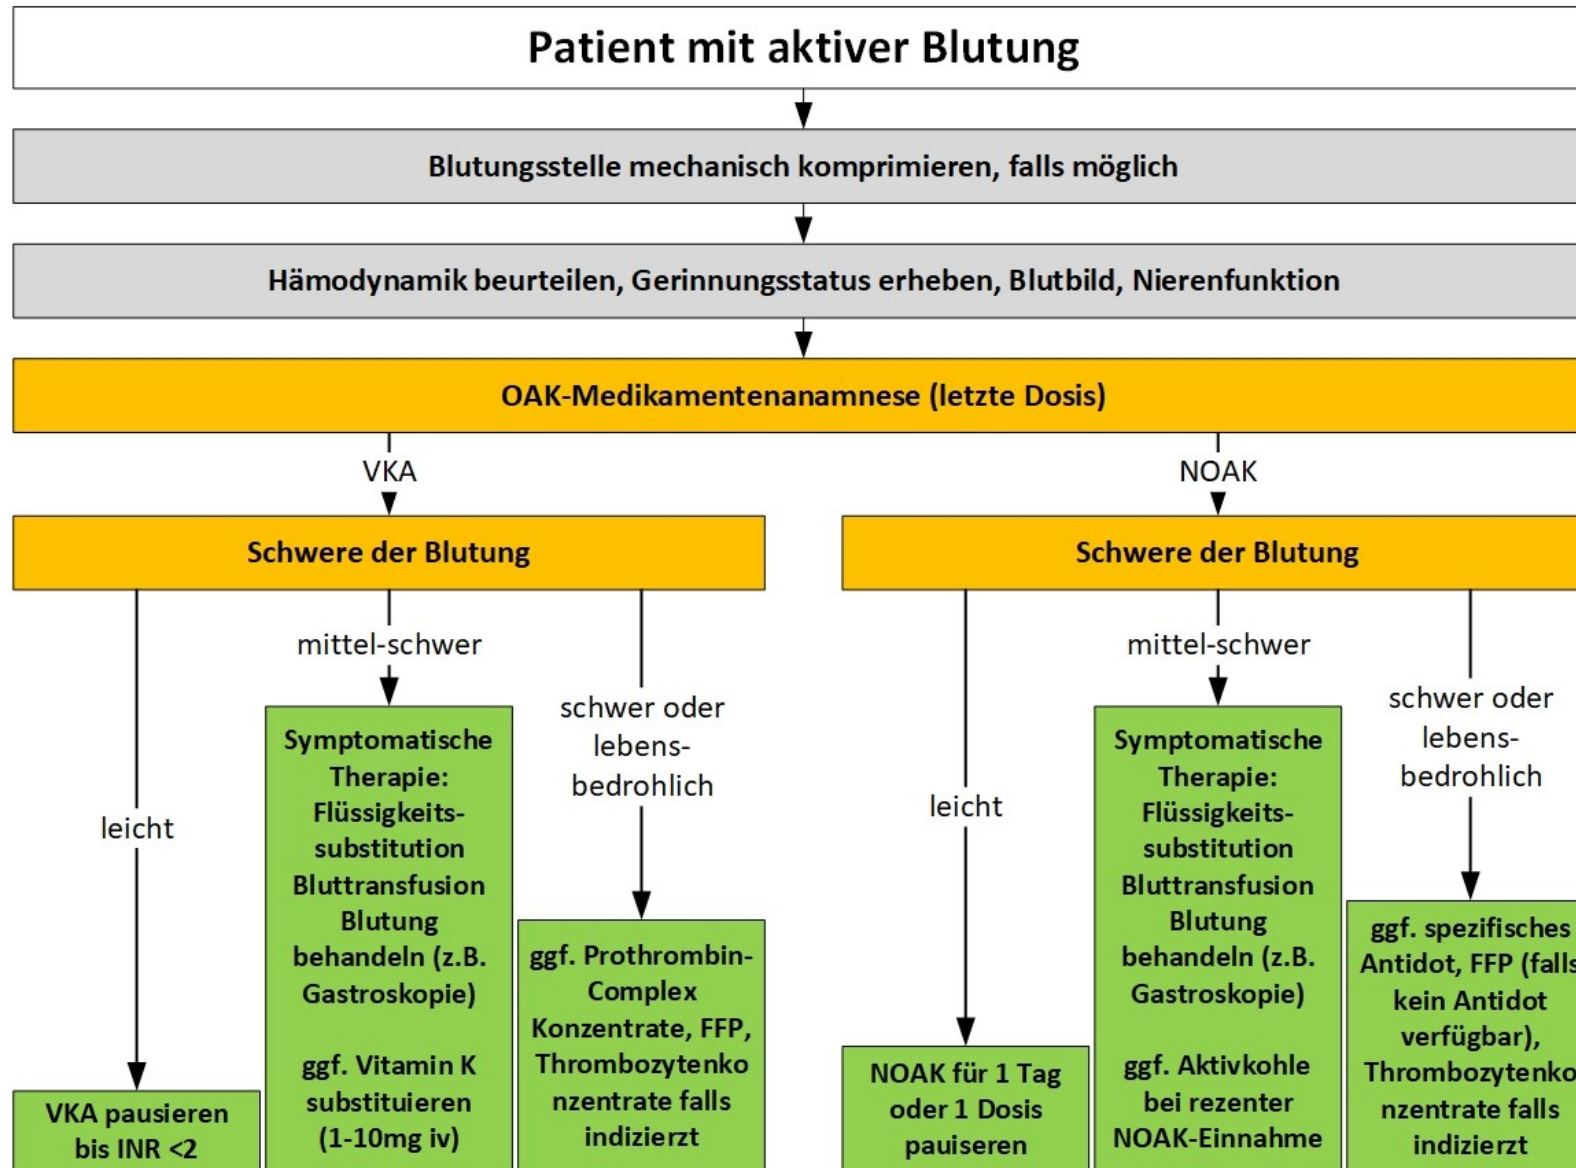 Patient mit aktiver Blutung
Blutungsstelle mechanisch komprimieren, falls möglich
Hämodynamik beurteilen, Gerinnungsstatus erheben, Blutbild, Nierenfunktion
OAK-Medikamentenanamnese (letzte Dosis)
VKA
Schwere der Blutung
leicht
VKA pausieren
bis INR <2
mittel-schwer
Symptomatische
Therapie:
Flüssigkeits-
substitution
Bluttransfusion
Blutung
behandeln (z.B.
Gastroskopie)
ggf. Vitamin K
substituieren
(1-10mg iv)
schwer oder
lebens-
bedrohlich
ggf. Prothrombin-
Complex
Konzentrate, FFP,
Thrombozytenko
nzentrate falls
indiziert
NOAK
Schwere der Blutung
leicht
NOAK für 1 Tag
oder 1 Dosis
pauiseren
mittel-schwer
Symptomatische
Therapie:
Flüssigkeits-
substitution
Bluttransfusion
Blutung
behandeln (z.B.
Gastroskopie)
ggf. Aktivkohle
bei rezenter
NOAK-Einnahme
schwer oder
lebens-
bedrohlich
ggf. spezifisches
Antidot, FFP (falls
kein Antidot
verfügbar),
Thrombozytenko
nzentrate falls
indiziert